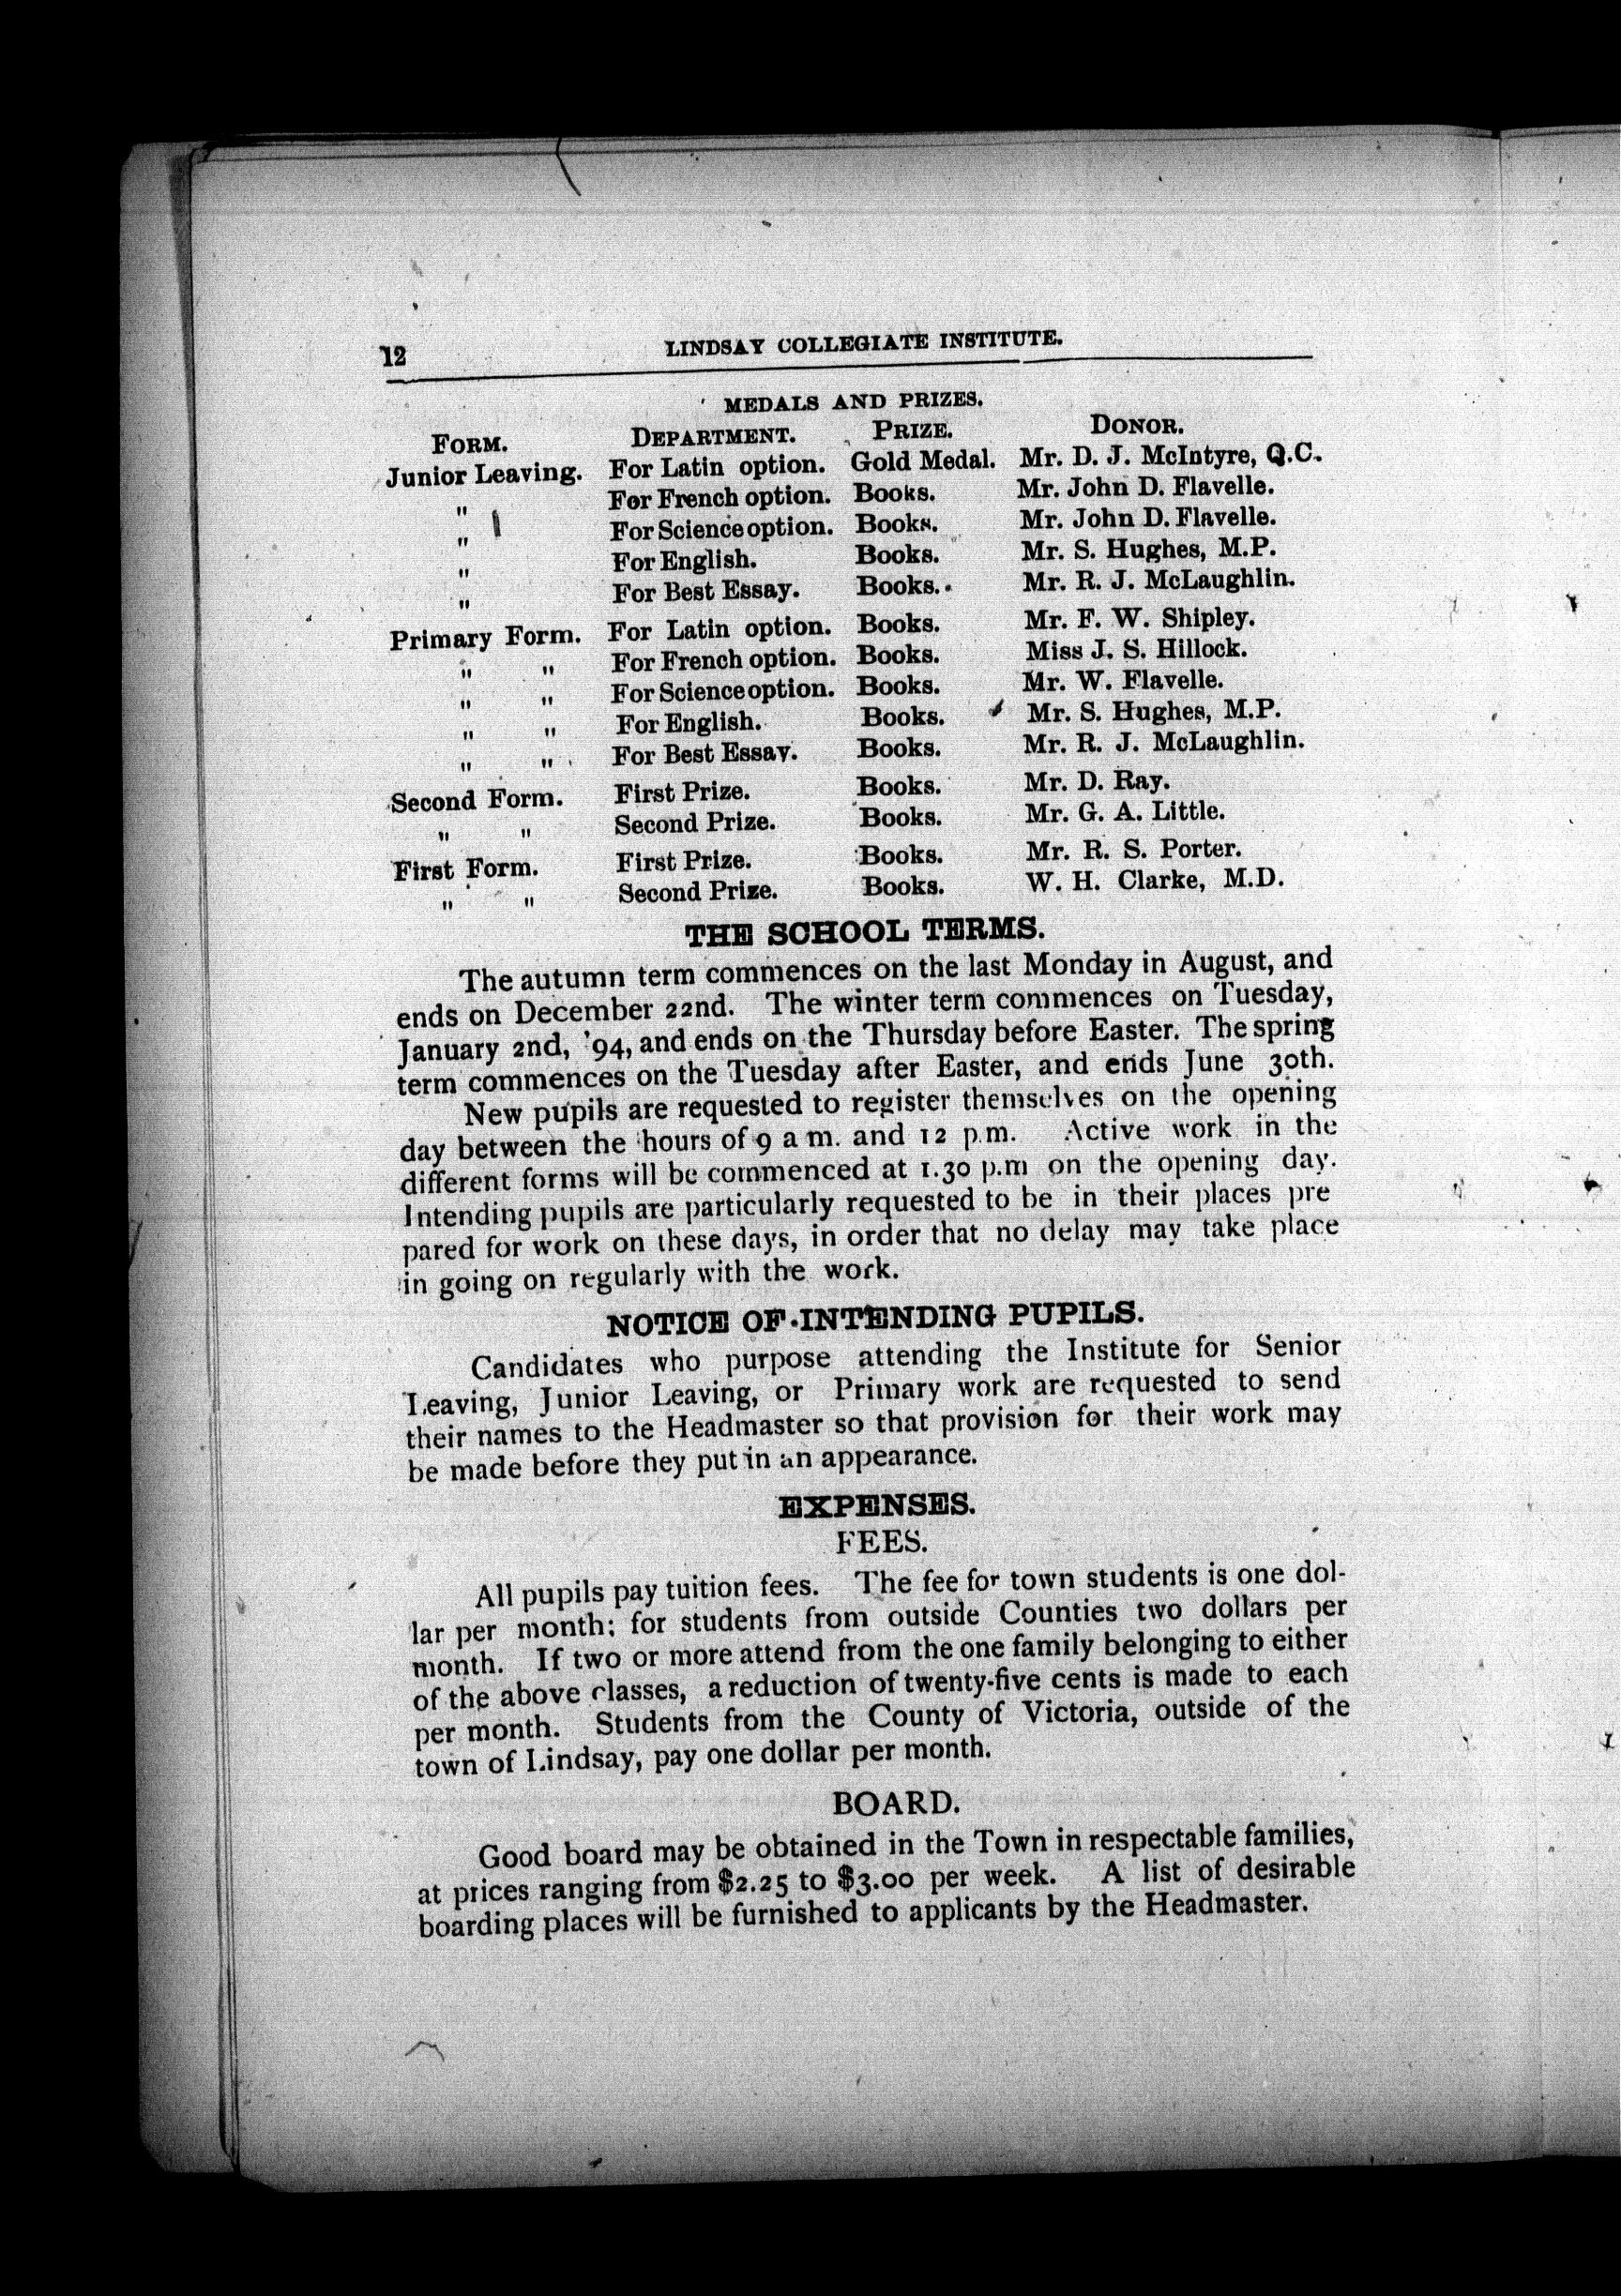 12
LINDSAY COLLEGIATE INSTITUTE.
MEDALS AND PRIZES.
FORM. DEPARTMENT. PRIZE. DONOR.
Junior Leaving. For Latin option. Gold Medal. Mr. D. J. McIntyre, Q.C.
" For French option. Books. Mr. John D. Flavelle.
" For Science option. Books. Mr. John D. Flavelle.
" For English. Books. Mr. S. Hughes, M.P.
" For Best Essay. Books. Mr. R. J. McLaughlin.
Primary Form. For Latin option. Books. Mr. F. W. Shipley.
" " For French option. Books. Miss J. S. Hillock.
" " For Science option. Books. Mr. W. Flavelle.
" " For English. Books. Mr. S. Hughes, M.P.
" " For Best Essay. Books. Mr. R. J. McLaughlin.
Second Form. First Prize. Books. Mr. D. Ray.
" " Second Prize. Books. Mr. G. A. Little.
First Form. First Prize. Books. Mr. R. S. Porter.
" " Second Prize. Books. W. H. Clarke, M.D.
THE SCHOOL TERMS.
The autumn term commences on the last Monday in August, and
ends on December 22nd. The winter term commences on Tuesday,
January 2nd, '94, and ends on the Thursday before Easter. The spring
term commences on the Tuesday after Easter, and ends June 30th.
New pupils are requested to register themselves on the opening
day between the hours of 9 a m. and 12 p.m. Active work in the
different forms will be commenced at 1.30 p.m on the opening day.
Intending pupils are particularly requested to be in their places pre
pared for work on these days, in order that no delay may take place
in going on regularly with the work.
NOTICE OF INTENDING PUPILS.
Candidates who purpose attending the Institute for Senior
Leaving, Junior Leaving, or Primary work are requested to send
their names to the Headmaster so that provision for their work may
be made before they put in an appearance.
EXPENSES.
FEES.
All pupils pay tuition fees. The fee for town students is one dol-
lar per month; for students from outside Counties two dollars per
month. If two or more attend from the one family belonging to either
of the above classes, a reduction of twenty-five cents is made to each
per month. Students from the County of Victoria, outside of the
town of Lindsay, pay one dollar per month.
BOARD.
Good board may be obtained in the Town in respectable families,
at prices ranging from $2.25 to $3.00 per week. A list of desirable
boarding places will be furnished to applicants by the Headmaster.